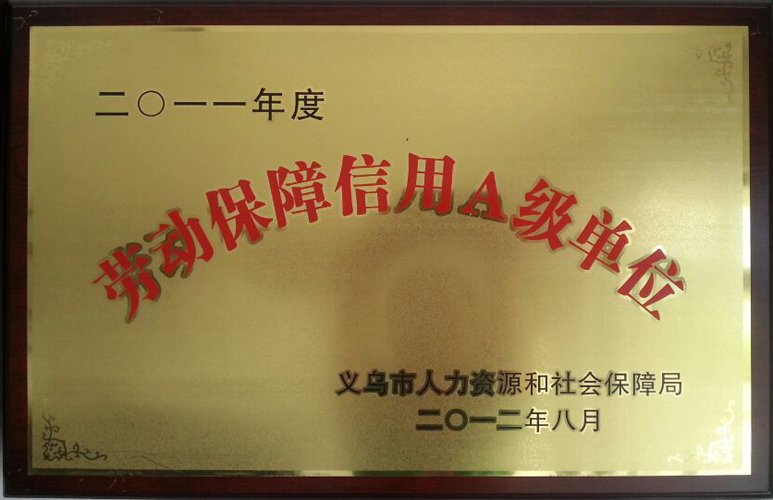 二〇一一年度
劳动保障信用A级单位
义乌市人力资源和社会保障局
二〇一二年八月